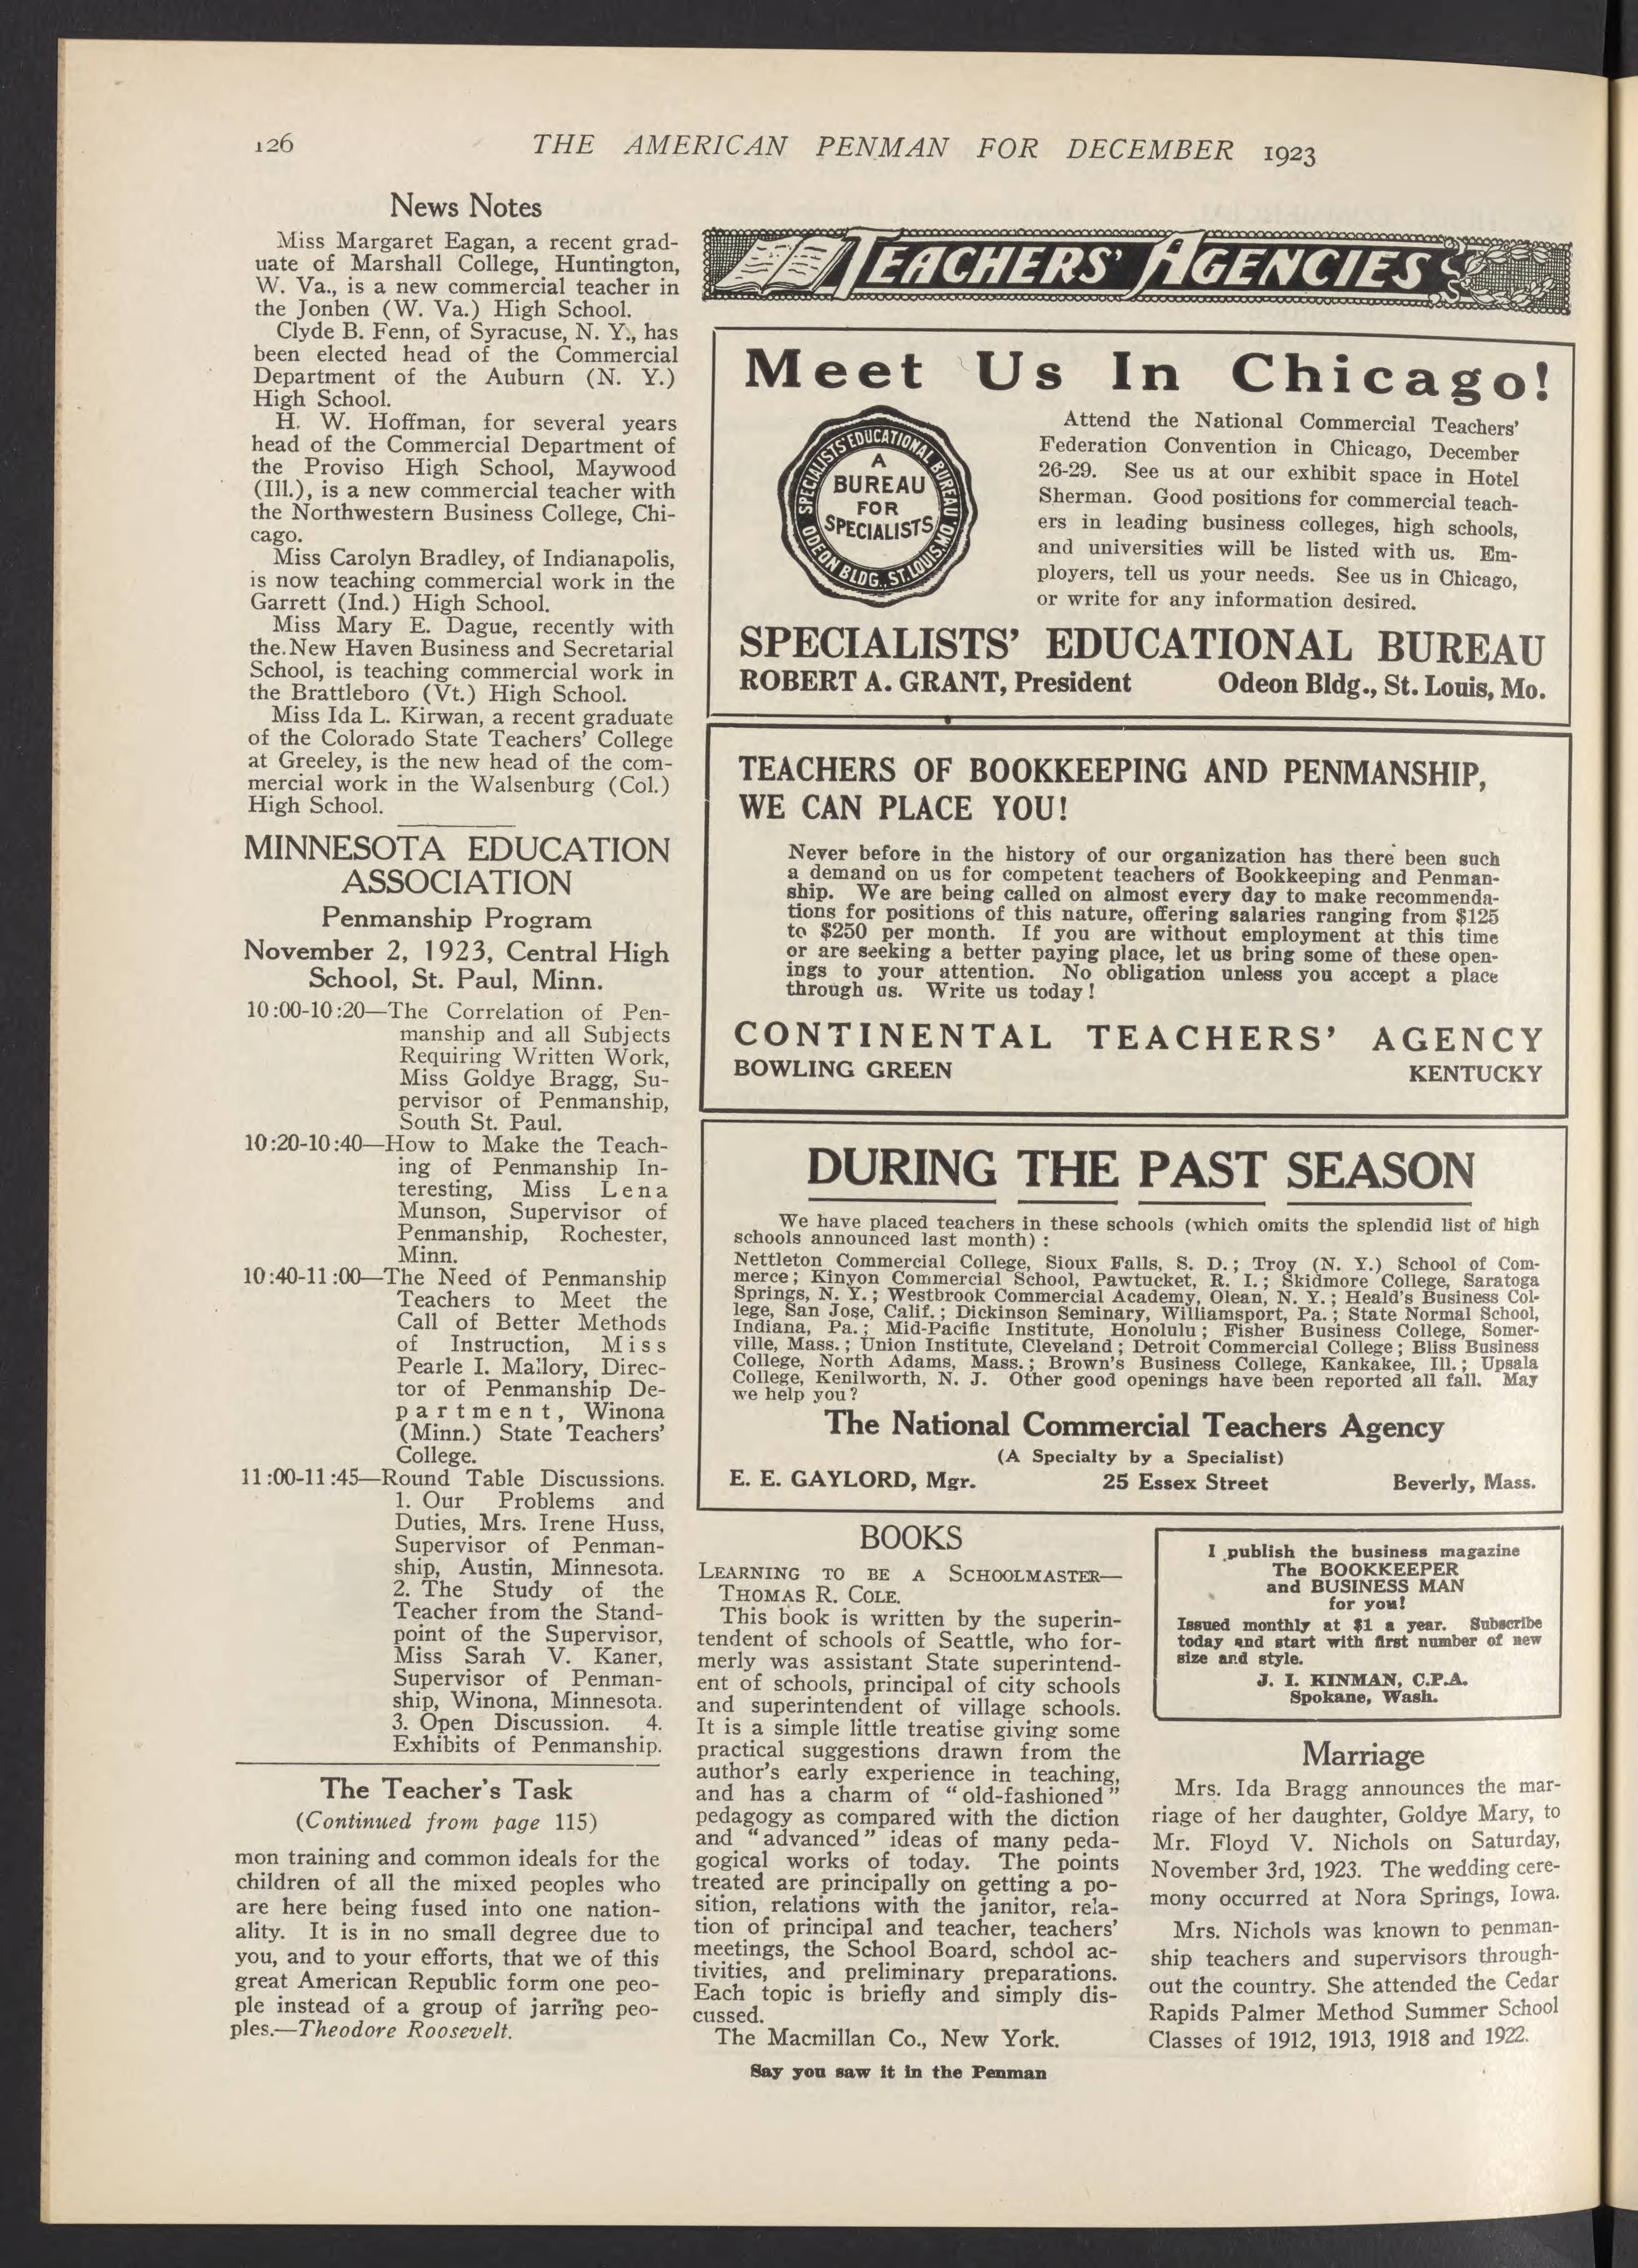 126
THE AMERICAN PENMAN FOR DECEMBER 1923
News Notes
Miss Margaret Eagan, a recent grad-
uate of Marshall College, Huntington,
W. Va., is a new commercial teacher in
the Jonben (W. Va.) High School.
Clyde B. Fenn, of Syracuse, N. Y., has
been elected head of the Commercial
Department of the Auburn (N. Y.)
High School.
H. W. Hoffman, for several years
head of the Commercial Department of
the Proviso High School, Maywood
(Ill.), is a new commercial teacher with
the Northwestern Business College, Chi-
cago.
Miss Carolyn Bradley, of Indianapolis,
is now teaching commercial work in the
Garrett (Ind.) High School.
Miss Mary E. Dague, recently with
the New Haven Business and Secretarial
School, is teaching commercial work in
the Brattleboro (Vt.) High School.
Miss Ida L. Kirwan, a recent graduate
of the Colorado State Teachers' College
at Greeley, is the new head of the com-
mercial work in the Walsenburg (Col.)
High School.
MINNESOTA EDUCATION
ASSOCIATION
Penmanship Program
November 2, 1923, Central High
School, St. Paul, Minn.
10:00-10:20—The Correlation of Pen-
manship and all Subjects
Requiring Written Work,
Miss Goldye Bragg, Su-
pervisor of Penmanship,
South St. Paul.
10:20-10:40—How to Make the Teach-
ing of Penmanship In-
teresting, Miss Lena
Munson, Supervisor of
Penmanship, Rochester,
Minn.
10:40-11:00—The Need of Penmanship
Teachers to Meet the
Call of Better Methods
of Instruction, Miss
Pearle I. Mallory, Direc-
tor of Penmanship De-
partment, Winona
(Minn.) State Teachers'
College.
11:00-11:45—Round Table Discussions.
1. Our Problems and
Duties, Mrs. Irene Huss,
Supervisor of Penman-
ship, Austin, Minnesota.
2. The Study of the
Teacher from the Stand-
point of the Supervisor,
Miss Sarah V. Kaner,
Supervisor of Penman-
ship, Winona, Minnesota.
3. Open Discussion. 4.
Exhibits of Penmanship.
The Teacher's Task
(Continued from page 115)
mon training and common ideals for the
children of all the mixed peoples who
are here being fused into one nation-
ality. It is in no small degree due to
you, and to your efforts, that we of this
great American Republic form one peo-
ple instead of a group of jarring peo-
ples.—Theodore Roosevelt.
TEACHERS' AGENCIES
Meet Us In Chicago!
SPECIALISTS' EDUCATIONAL BUREAU
ODEON BLDG., ST. LOUIS, MO.
A
BUREAU
FOR
SPECIALISTS
Attend the National Commercial Teachers'
Federation Convention in Chicago, December
26-29. See us at our exhibit space in Hotel
Sherman. Good positions for commercial teach-
ers in leading business colleges, high schools,
and universities will be listed with us. Em-
ployers, tell us your needs. See us in Chicago,
or write for any information desired.
SPECIALISTS' EDUCATIONAL BUREAU
ROBERT A. GRANT, President Odeon Bldg., St. Louis, Mo.
TEACHERS OF BOOKKEEPING AND PENMANSHIP,
WE CAN PLACE YOU!
Never before in the history of our organization has there been such
a demand on us for competent teachers of Bookkeeping and Penman-
ship. We are being called on almost every day to make recommenda-
tions for positions of this nature, offering salaries ranging from $125
to $250 per month. If you are without employment at this time
or are seeking a better paying place, let us bring some of these open-
ings to your attention. No obligation unless you accept a place
through us. Write us today!
CONTINENTAL TEACHERS' AGENCY
BOWLING GREEN KENTUCKY
DURING THE PAST SEASON
We have placed teachers in these schools (which omits the splendid list of high
schools announced last month):
Nettleton Commercial College, Sioux Falls, S. D.; Troy (N. Y.) School of Com-
merce; Kinyon Commercial School, Pawtucket, R. I.; Skidmore College, Saratoga
Springs, N. Y.; Westbrook Commercial Academy, Olean, N. Y.; Heald's Business Col-
lege, San Jose, Calif.; Dickinson Seminary, Williamsport, Pa.; State Normal School,
Indiana, Pa.; Mid-Pacific Institute, Honolulu; Fisher Business College, Somer-
ville, Mass.; Union Institute, Cleveland; Detroit Commercial College; Bliss Business
College, North Adams, Mass.; Brown's Business College, Kankakee, Ill.; Upsala
College, Kenilworth, N. J. Other good openings have been reported all fall. May
we help you?
The National Commercial Teachers Agency
(A Specialty by a Specialist)
E. E. GAYLORD, Mgr. 25 Essex Street Beverly, Mass.
BOOKS
LEARNING TO BE A SCHOOLMASTER—
THOMAS R. COLE.
This book is written by the superin-
tendent of schools of Seattle, who for-
merly was assistant State superintend-
ent of schools, principal of city schools
and superintendent of village schools.
It is a simple little treatise giving some
practical suggestions drawn from the
author's early experience in teaching,
and has a charm of "old-fashioned"
pedagogy as compared with the diction
and "advanced" ideas of many peda-
gogical works of today. The points
treated are principally on getting a po-
sition, relations with the janitor, rela-
tion of principal and teacher, teachers'
meetings, the School Board, school ac-
tivities, and preliminary preparations.
Each topic is briefly and simply dis-
cussed.
The Macmillan Co., New York.
I publish the business magazine
The BOOKKEEPER
and BUSINESS MAN
for you!
Issued monthly at $1 a year. Subscribe
today and start with first number of new
size and style.
J. I. KINMAN, C.P.A.
Spokane, Wash.
Marriage
Mrs. Ida Bragg announces the mar-
riage of her daughter, Goldye Mary, to
Mr. Floyd V. Nichols on Saturday,
November 3rd, 1923. The wedding cere-
mony occurred at Nora Springs, Iowa.
Mrs. Nichols was known to penman-
ship teachers and supervisors through-
out the country. She attended the Cedar
Rapids Palmer Method Summer School
Classes of 1912, 1913, 1918 and 1922.
Say you saw it in the Penman